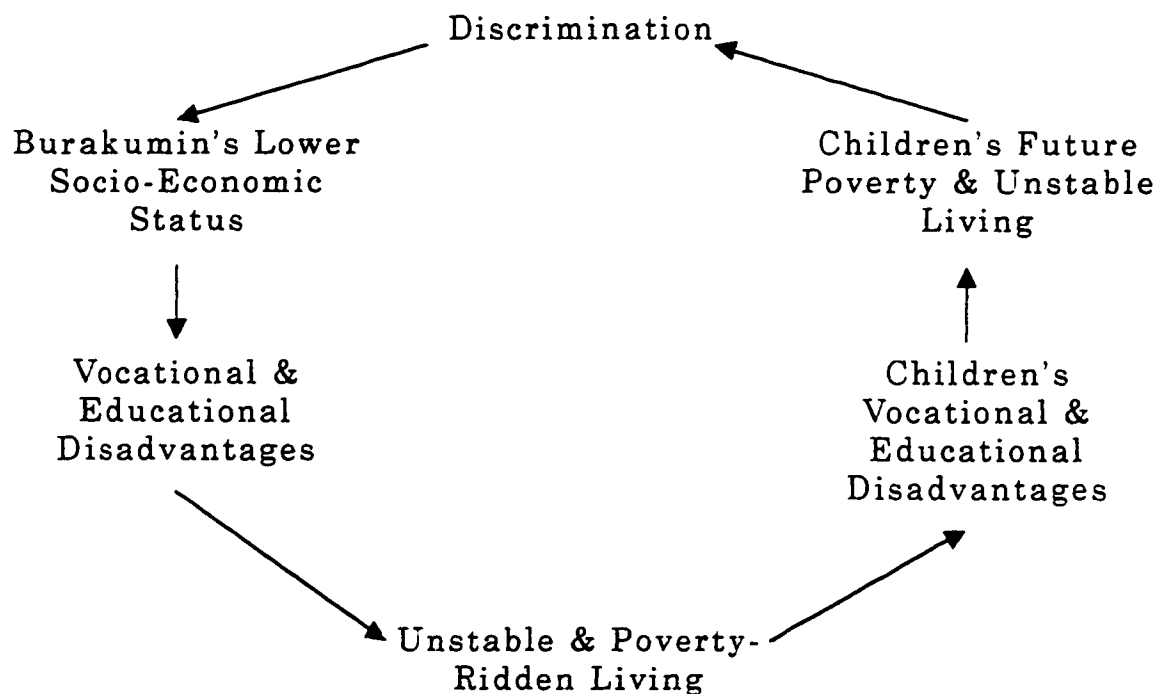 Discrimination
Burakumin's Lower
Socio-Economic
Status
Vocational &
Educational
Disadvantages
Unstable & Poverty-
Ridden Living
Children's
Vocational &
Educational
Disadvantages
Children's Future
Poverty & Unstable
Living